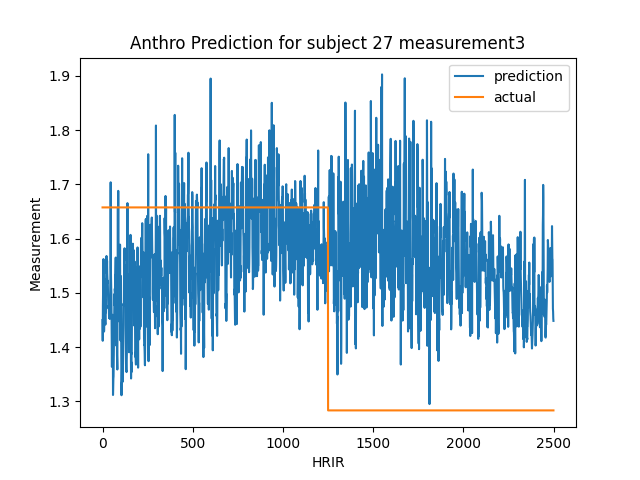 Anthro Prediction for subject 27 measurement3
prediction
actual
1.9
1.8
1.7
1.6
1.5
1.4
1.3
Measurement
0 500 1000 1500 2000 2500
HRIR